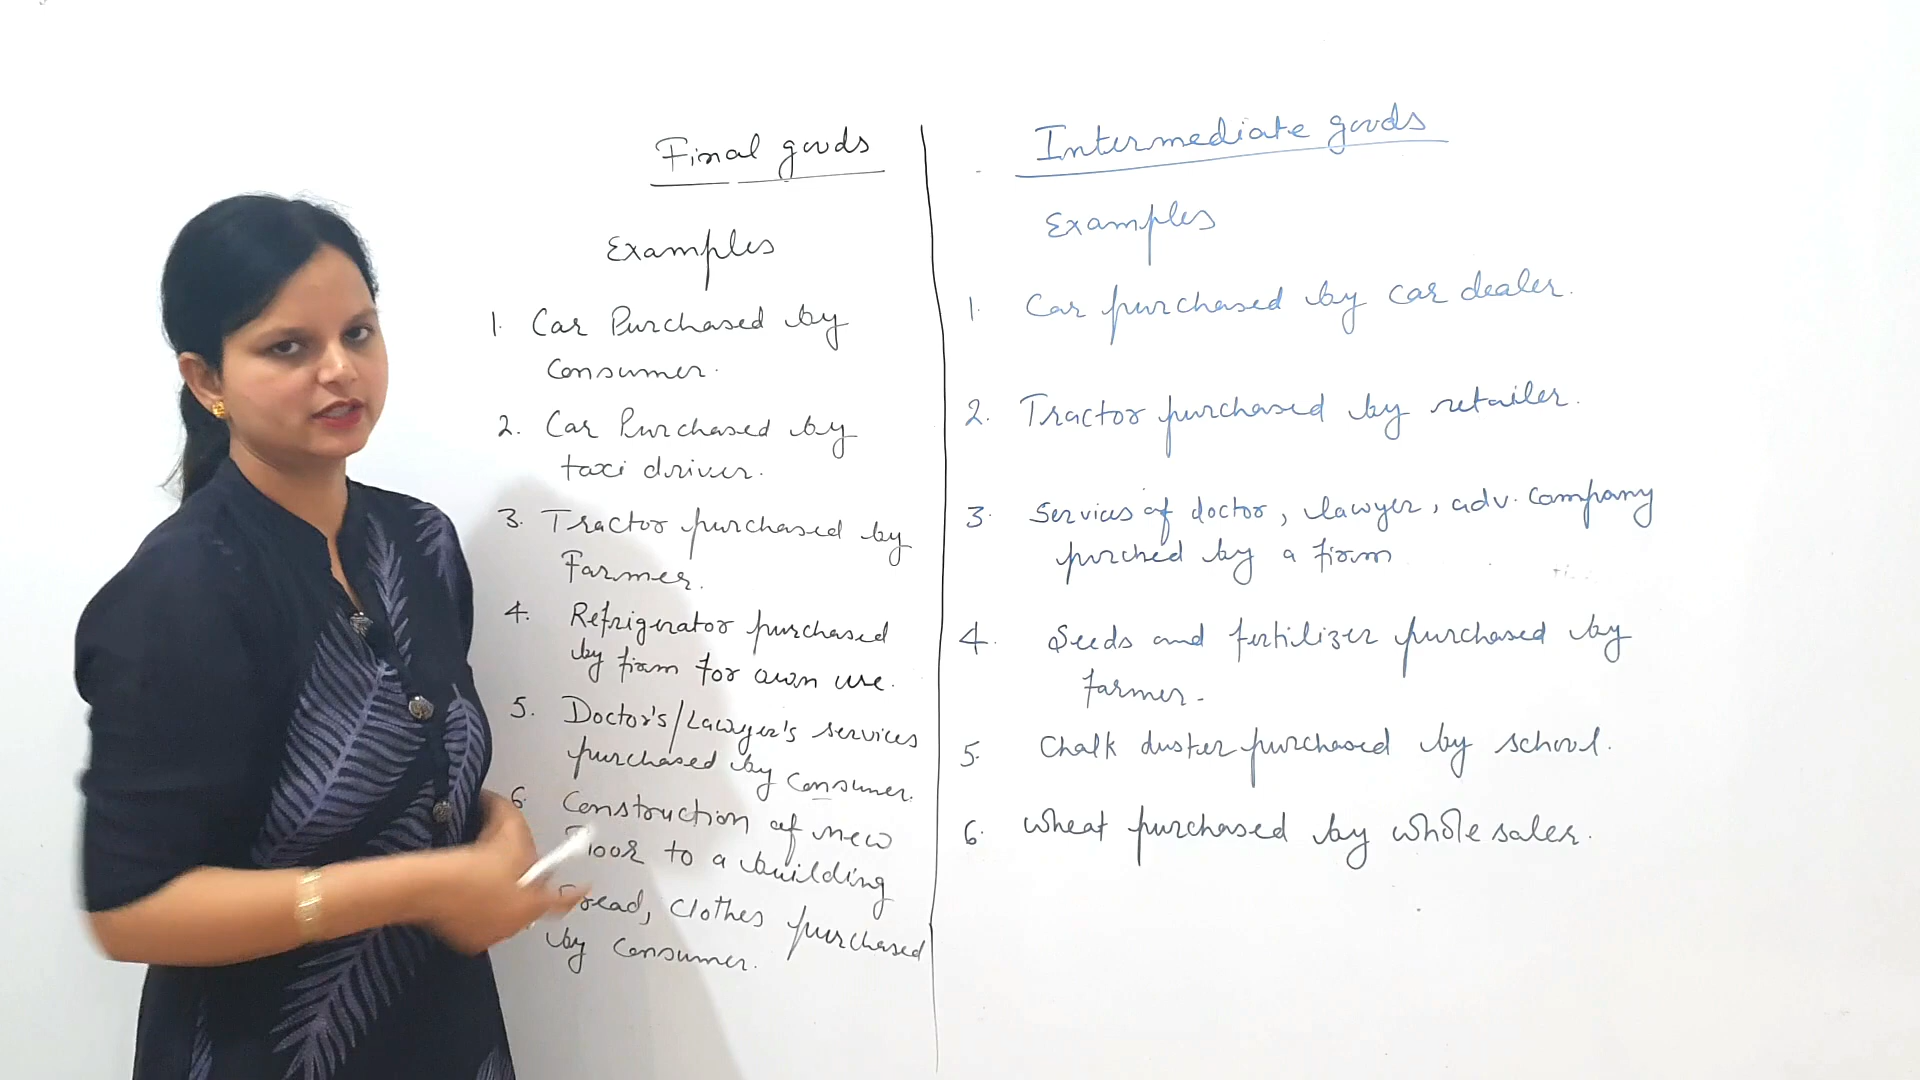 Final goods
Examples
1. Car Purchased by
Consumer.
2. Car Purchased by
taxi driver.
3. Tractor purchased by
Farmer.
4. Refrigerator purchased
by firm for own use.
5. Doctor's/Lawyer's services
purchased by consumer.
6. Construction of new
to a building
clothes purchased
by consumer.
Intermediate goods
Examples
1. Car purchased by car dealer.
2. Tractor purchased by retailer.
3. Services of doctor, lawyer, adv. company
purched by a firm
4. Seeds and fertilizer purchased by
farmer-
5. Chalk duster purchased by school.
6. Wheat purchased by whole saler.